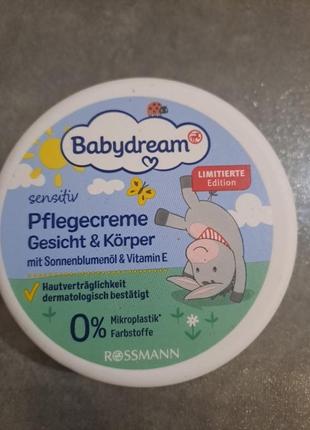 Babydream
LIMITIERTE
Edition
sensitiv
Pflegecreme
Gesicht & Körper
mit Sonnenblumenöl & Vitamin E
Hautverträglichkeit
dermatologisch bestätigt
0% Mikroplastik*
Farbstoffe
ROSSMANN